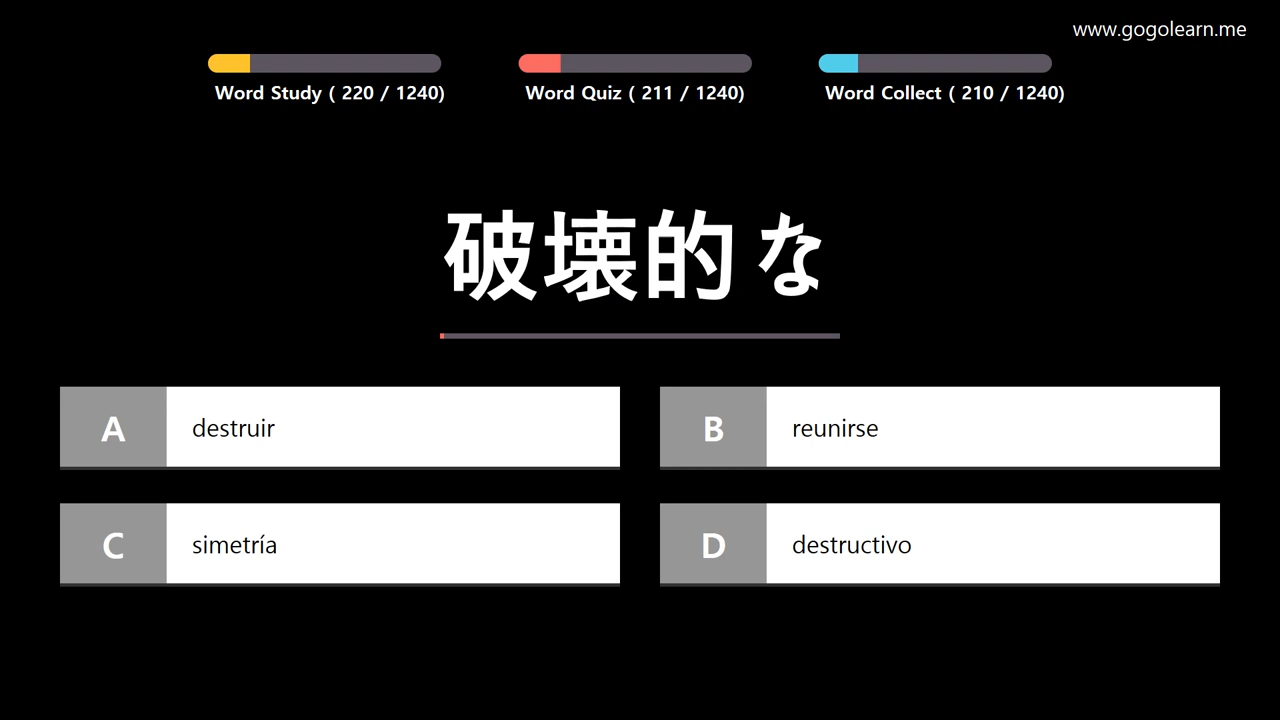 www.gogolearn.me
Word Study ( 220 / 1240)
Word Quiz ( 211 / 1240)
Word Collect ( 210 / 1240)
破壊的な
A destruir
B reunirse
C simetría
D destructivo